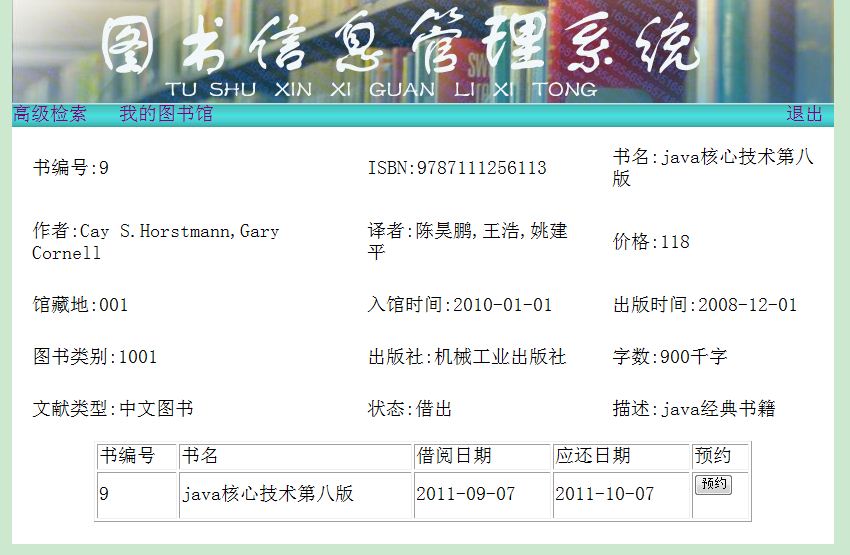 图书信息管理系统
TU SHU XIN XI GUAN LI XI TONG
高级检索 我的图书馆 退出
书编号:9 ISBN:9787111256113 书名:java核心技术第八
版
作者:Cay S.Horstmann,Gary 译者:陈昊鹏,王浩,姚建 价格:118
Cornell 平
馆藏地:001 入馆时间:2010-01-01 出版时间:2008-12-01
图书类别:1001 出版社:机械工业出版社 字数:900千字
文献类型:中文图书 状态:借出 描述:java经典书籍
书编号 书名 借阅日期 应还日期 预约
9 java核心技术第八版 2011-09-07 2011-10-07 预约